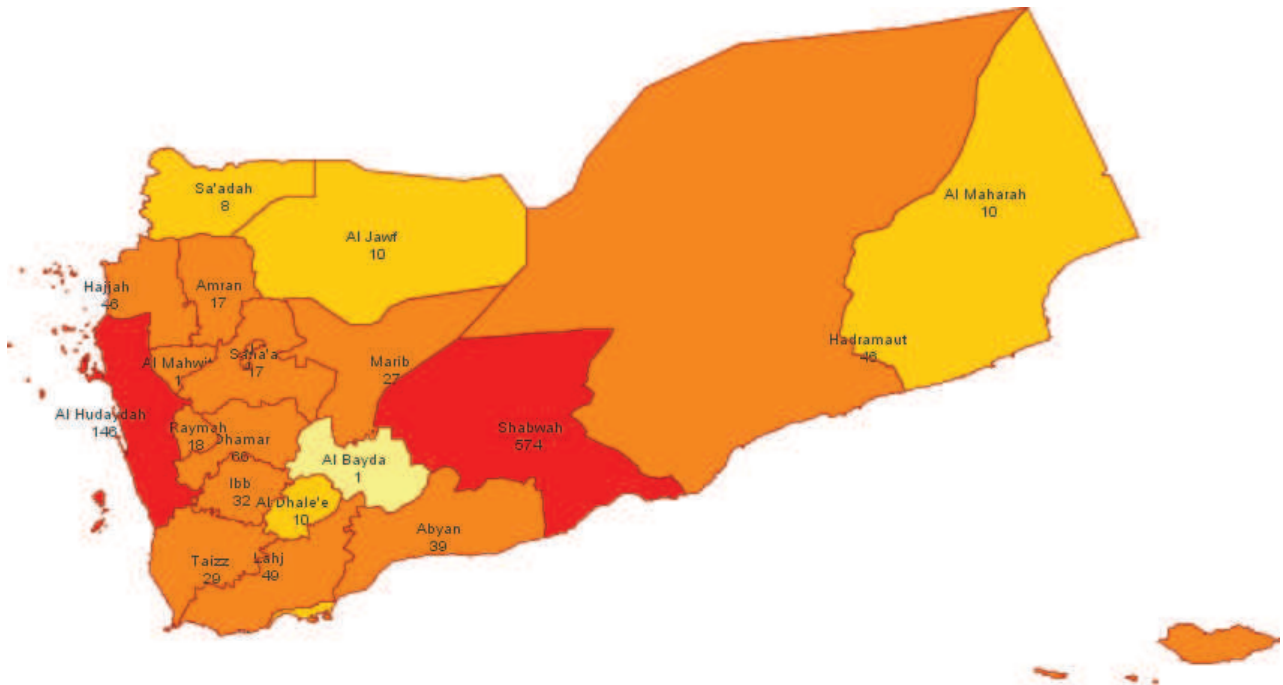 Sa'adah
8
Al Jawf
10
Al Maharah
10
Hajjah
46
Amran
17
Hadramaut
46
Al Mahwit
Sana'a
17
Marib
27
Al Hudaydah
146
Raymah
18
Dhamar
66
Shabwah
574
Al Bayda
1
Ibb
32
Al Dhale'e
10
Abyan
39
Taizz
29
Lahj
49